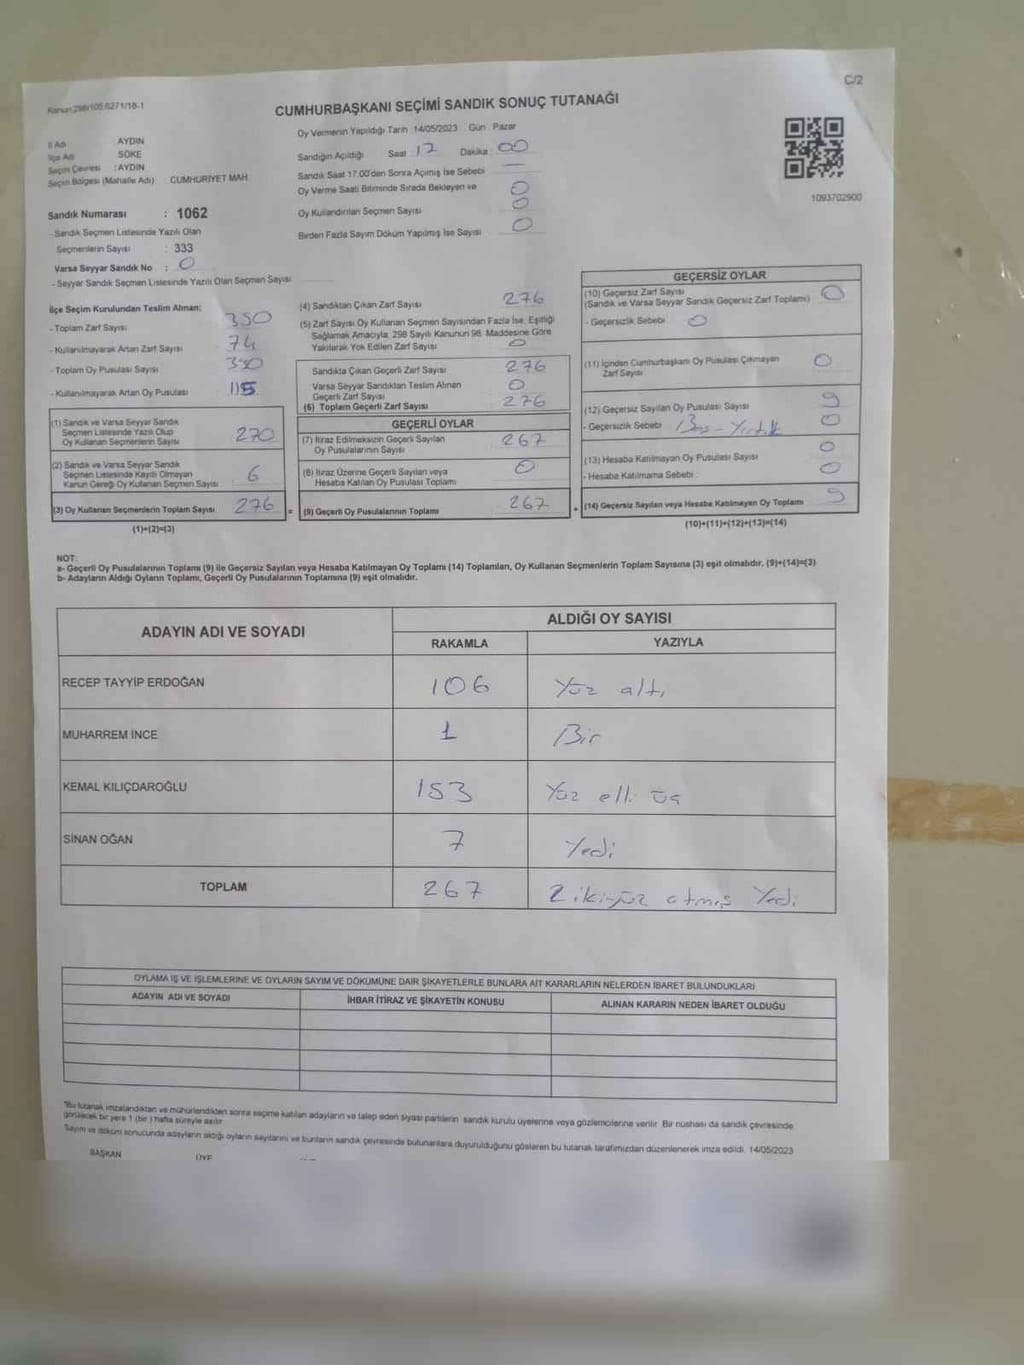 C/2
Kanun:298/105.6271/18-1
CUMHURBAŞKANI SEÇİMİ SANDIK SONUÇ TUTANAĞI
Oy Vermenin Yapıldığı Tarih 14/05/2023 Gün : Pazar
İl Adı AYDIN
İlçe Adı SÖKE
Seçim Çevresi : AYDIN
Seçim Bölgesi (Mahalle Adı) : CUMHURİYET MAH.
Sandık Numarası : 1062
- Sandık Seçmen Listesinde Yazılı Olan
Seçmenlerin Sayısı : 333
Varsa Seyyar Sandık No : 0
- Seyyar Sandık Seçmen Listesinde Yazılı Olan Seçmen Sayısı
Sandığın Açıldığı Saat 17 Dakika : 00
Sandık Saat 17:00'den Sonra Açılmış İse Sebebi —
Oy Verme Saati Bitiminde Sırada Bekleyen ve 0
Oy Kullandırılan Seçmen Sayısı 0
Birden Fazla Sayım Döküm Yapılmış İse Sayısı 0
1093702900
İlçe Seçim Kurulundan Teslim Alınan:
- Toplam Zarf Sayısı 350
- Kullanılmayarak Artan Zarf Sayısı 74
- Toplam Oy Pusulası Sayısı 350
- Kullanılmayarak Artan Oy Pusulası
(1) Sandık ve Varsa Seyyar Sandık
Seçmen Listesinde Yazılı Olup
Oy Kullanan Seçmenlerin Sayısı 270
(2) Sandık ve Varsa Seyyar Sandık
Seçmen Listesinde Kayıtlı Olmayan
Kanun Gereği Oy Kullanan Seçmen Sayısı 6
(3) Oy Kullanan Seçmenlerin Toplam Sayısı 276 =
(1)+(2)=(3)
(4) Sandıktan Çıkan Zarf Sayısı 276
(5) Zarf Sayısı Oy Kullanan Seçmen Sayısından Fazla İse, Eşitliği
Sağlamak Amacıyla; 298 Sayılı Kanunun 98. Maddesine Göre
Yakılarak Yok Edilen Zarf Sayısı 0
Sandıkta Çıkan Geçerli Zarf Sayısı 276
Varsa Seyyar Sandıktan Teslim Alınan
Geçerli Zarf Sayısı 0
(6) Toplam Geçerli Zarf Sayısı 276
GEÇERLİ OYLAR
(7) İtiraz Edilmeksizin Geçerli Sayılan
Oy Pusulalarının Sayısı 267
(8) İtiraz Üzerine Geçerli Sayılan veya
Hesaba Katılan Oy Pusulası Toplamı 0
(9) Geçerli Oy Pusulalarının Toplamı 267 +
GEÇERSİZ OYLAR
(10) Geçersiz Zarf Sayısı
(Sandık ve Varsa Seyyar Sandık Geçersiz Zarf Toplamı) 0
- Geçersizlik Sebebi : 0
(11) İçinden Cumhurbaşkanı Oy Pusulası Çıkmayan
Zarf Sayısı 0
(12) Geçersiz Sayılan Oy Pusulası Sayısı 9
- Geçersizlik Sebebi : Boş - 0
(13) Hesaba Katılmayan Oy Pusulası Sayısı 0
- Hesaba Katılmama Sebebi : 0
(14) Geçersiz Sayılan veya Hesaba Katılmayan Oy Toplamı 9
(10)+(11)+(12)+(13)=(14)
NOT:
a- Geçerli Oy Pusulalarının Toplamı (9) ile Geçersiz Sayılan veya Hesaba Katılmayan Oy Toplamı (14) Toplamları, Oy Kullanan Seçmenlerin Toplam Sayısına (3) eşit olmalıdır. (9)+(14)=(3)
b- Adayların Aldığı Oyların Toplamı, Geçerli Oy Pusulalarının Toplamına (9) eşit olmalıdır.
ADAYIN ADI VE SOYADI ALDIĞI OY SAYISI
RAKAMLA YAZIYLA
RECEP TAYYİP ERDOĞAN 106 Yüz altı
MUHARREM İNCE 1 Bir
KEMAL KILIÇDAROĞLU 153 Yüz elli üç
SİNAN OĞAN 7 Yedi
TOPLAM 267 2 iki yüz atmış Yedi
OYLAMA İŞ VE İŞLEMLERİNE VE OYLARIN SAYIM VE DÖKÜMÜNE DAİR ŞİKAYETLERLE BUNLARA AİT KARARLARIN NELERDEN İBARET BULUNDUKLARI
ADAYIN ADI VE SOYADI İHBAR İTİRAZ VE ŞİKAYETİN KONUSU ALINAN KARARIN NEDEN İBARET OLDUĞU
*Bu tutanak imzalandıktan ve mühürlendikten sonra seçime katılan adayların ve talep eden siyasi partilerin sandık kurulu üyelerine veya gözlemcilerine verilir. Bir nüshası da sandık çevresinde
görülecek bir yere 1 (bir) hafta süreyle asılır.
Sayım ve döküm sonucunda adayların aldığı oyların sayılarını ve bunların sandık çevresinde bulunanlara duyurulduğunu gösteren bu tutanak tarafımızdan düzenlenerek imza edildi. 14/05/2023
BAŞKAN ÜYE